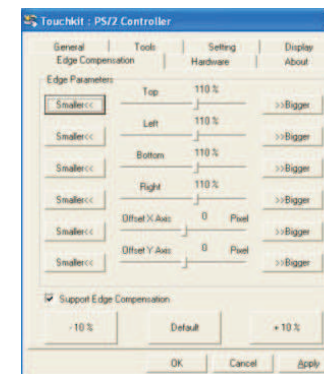 Touchkit : PS/2 Controller
General Tools Setting Display
Edge Compensation Hardware About
Edge Parameters
Top 110 %
Smaller<< >>Bigger
Left 110 %
Smaller<< >>Bigger
Bottom 110 %
Smaller<< >>Bigger
Right 110 %
Smaller<< >>Bigger
Offset X Axis 0 Pixel
Smaller<< >>Bigger
Offset Y Axis 0 Pixel
Smaller<< >>Bigger
Support Edge Compensation
- 10 % Default + 10 %
OK Cancel Apply